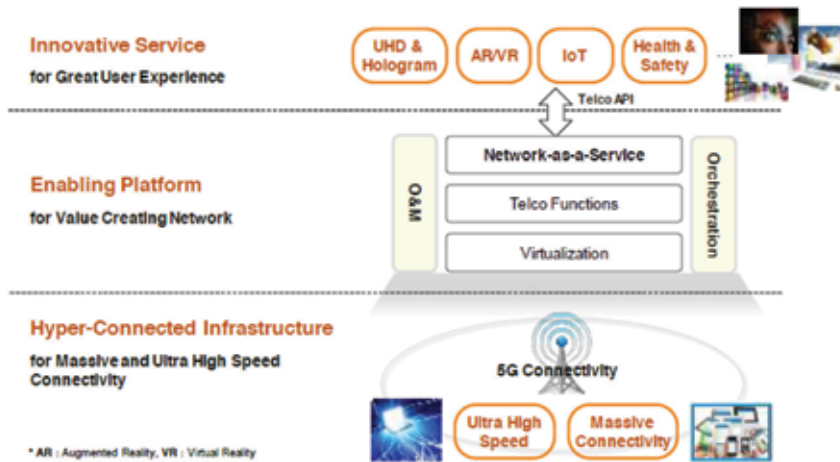 Innovative Service
for Great User Experience
UHD &
Hologram
AR/VR
IoT
Health &
Safety
...
Telco API
Enabling Platform
for Value Creating Network
O&M
Network-as-a-Service
Telco Functions
Virtualization
Orchestration
Hyper-Connected Infrastructure
for Massive and Ultra High Speed
Connectivity
5G Connectivity
Ultra High
Speed
Massive
Connectivity
* AR : Augmented Reality, VR : Virtual Reality